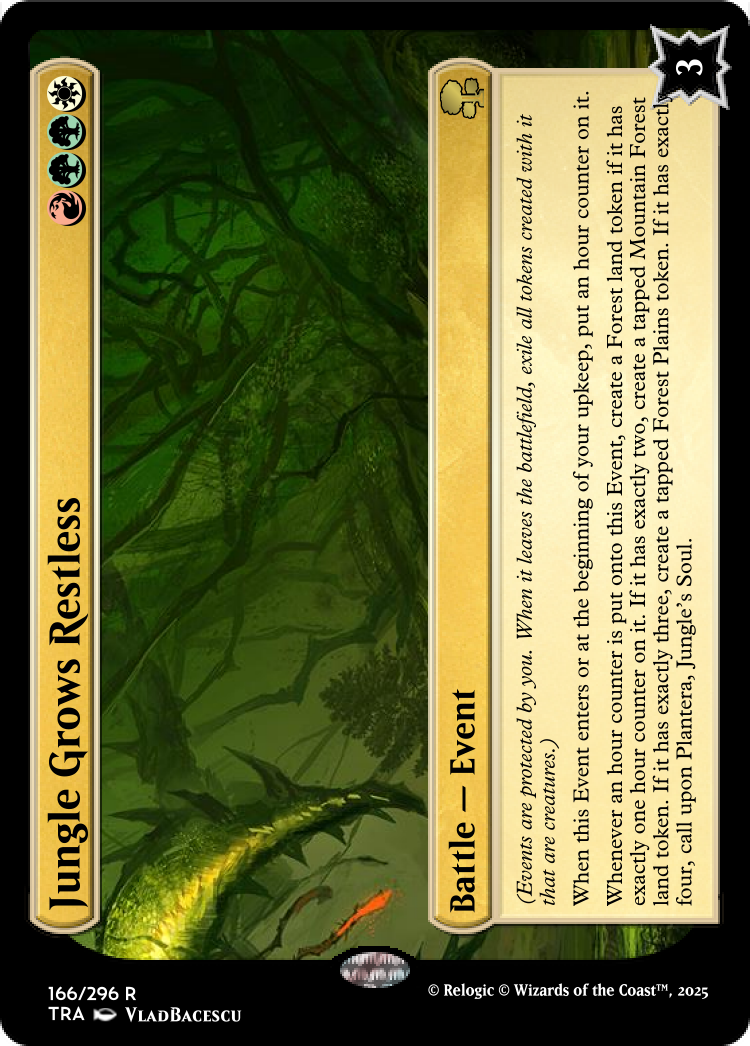 Jungle Grows Restless
Battle — Event
(Events are protected by you. When it leaves the battlefield, exile all tokens created with it
that are creatures.)
When this Event enters or at the beginning of your upkeep, put an hour counter on it.
Whenever an hour counter is put onto this Event, create a Forest land token if it has
exactly one hour counter on it. If it has exactly two, create a tapped Mountain Forest
land token. If it has exactly three, create a tapped Forest Plains token. If it has exactly
four, call upon Plantera, Jungle's Soul.
3
166/296 R
TRA VladBacescu
© Relogic © Wizards of the Coast™, 2025